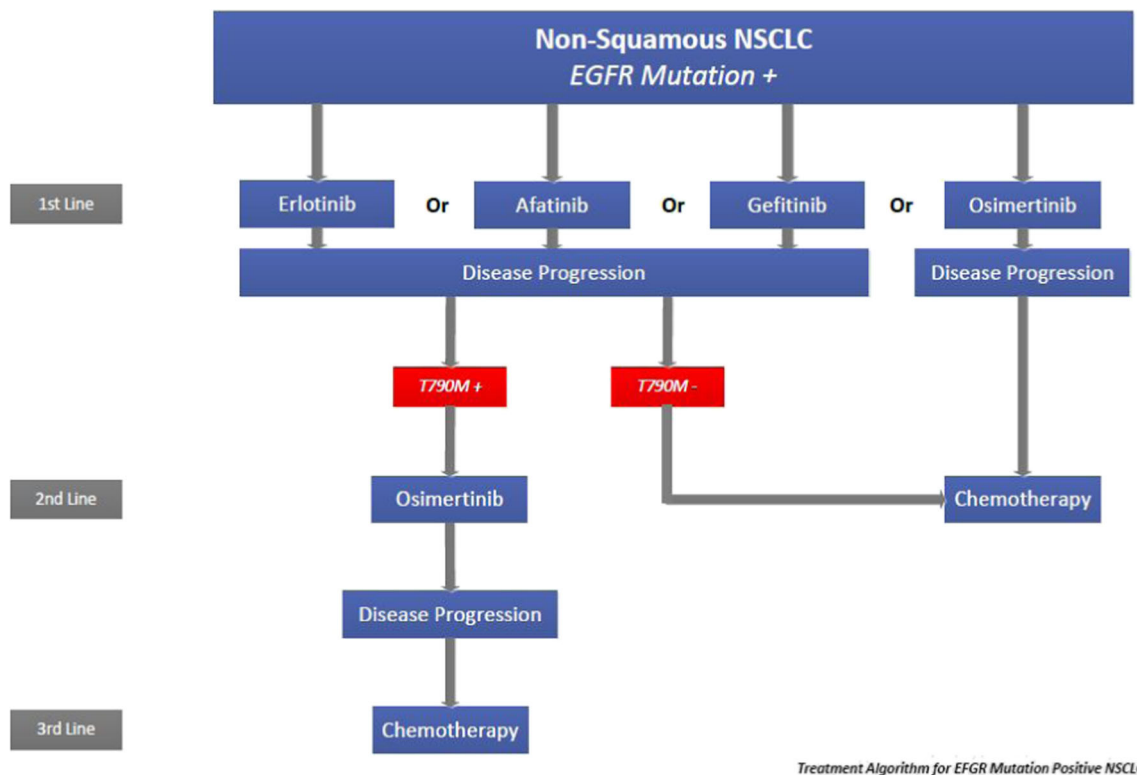 Non-Squamous NSCLC
EGFR Mutation +
1st Line
Erlotinib
Or
Afatinib
Or
Gefitinib
Or
Osimertinib
Disease Progression
Disease Progression
T790M +
T790M -
2nd Line
Osimertinib
Chemotherapy
Disease Progression
3rd Line
Chemotherapy
Treatment Algorithm for EFGR Mutation Positive NSCLC